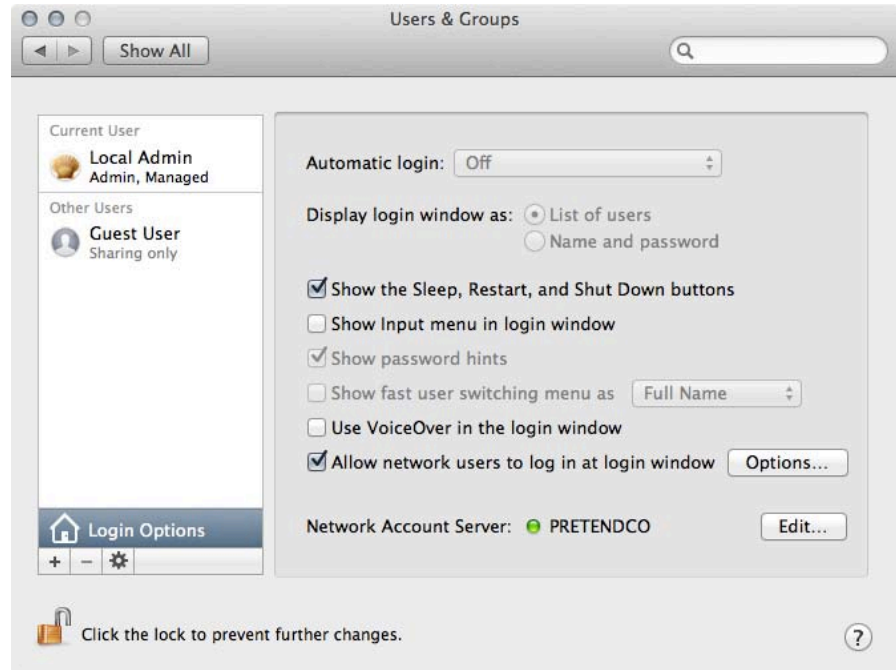 Users & Groups
Show All
Current User
Local Admin
Admin, Managed
Other Users
Guest User
Sharing only
Login Options
Automatic login: Off
Display login window as: List of users
Name and password
Show the Sleep, Restart, and Shut Down buttons
Show Input menu in login window
Show password hints
Show fast user switching menu as Full Name
Use VoiceOver in the login window
Allow network users to log in at login window Options...
Network Account Server: PRETENDCO Edit...
Click the lock to prevent further changes.
?